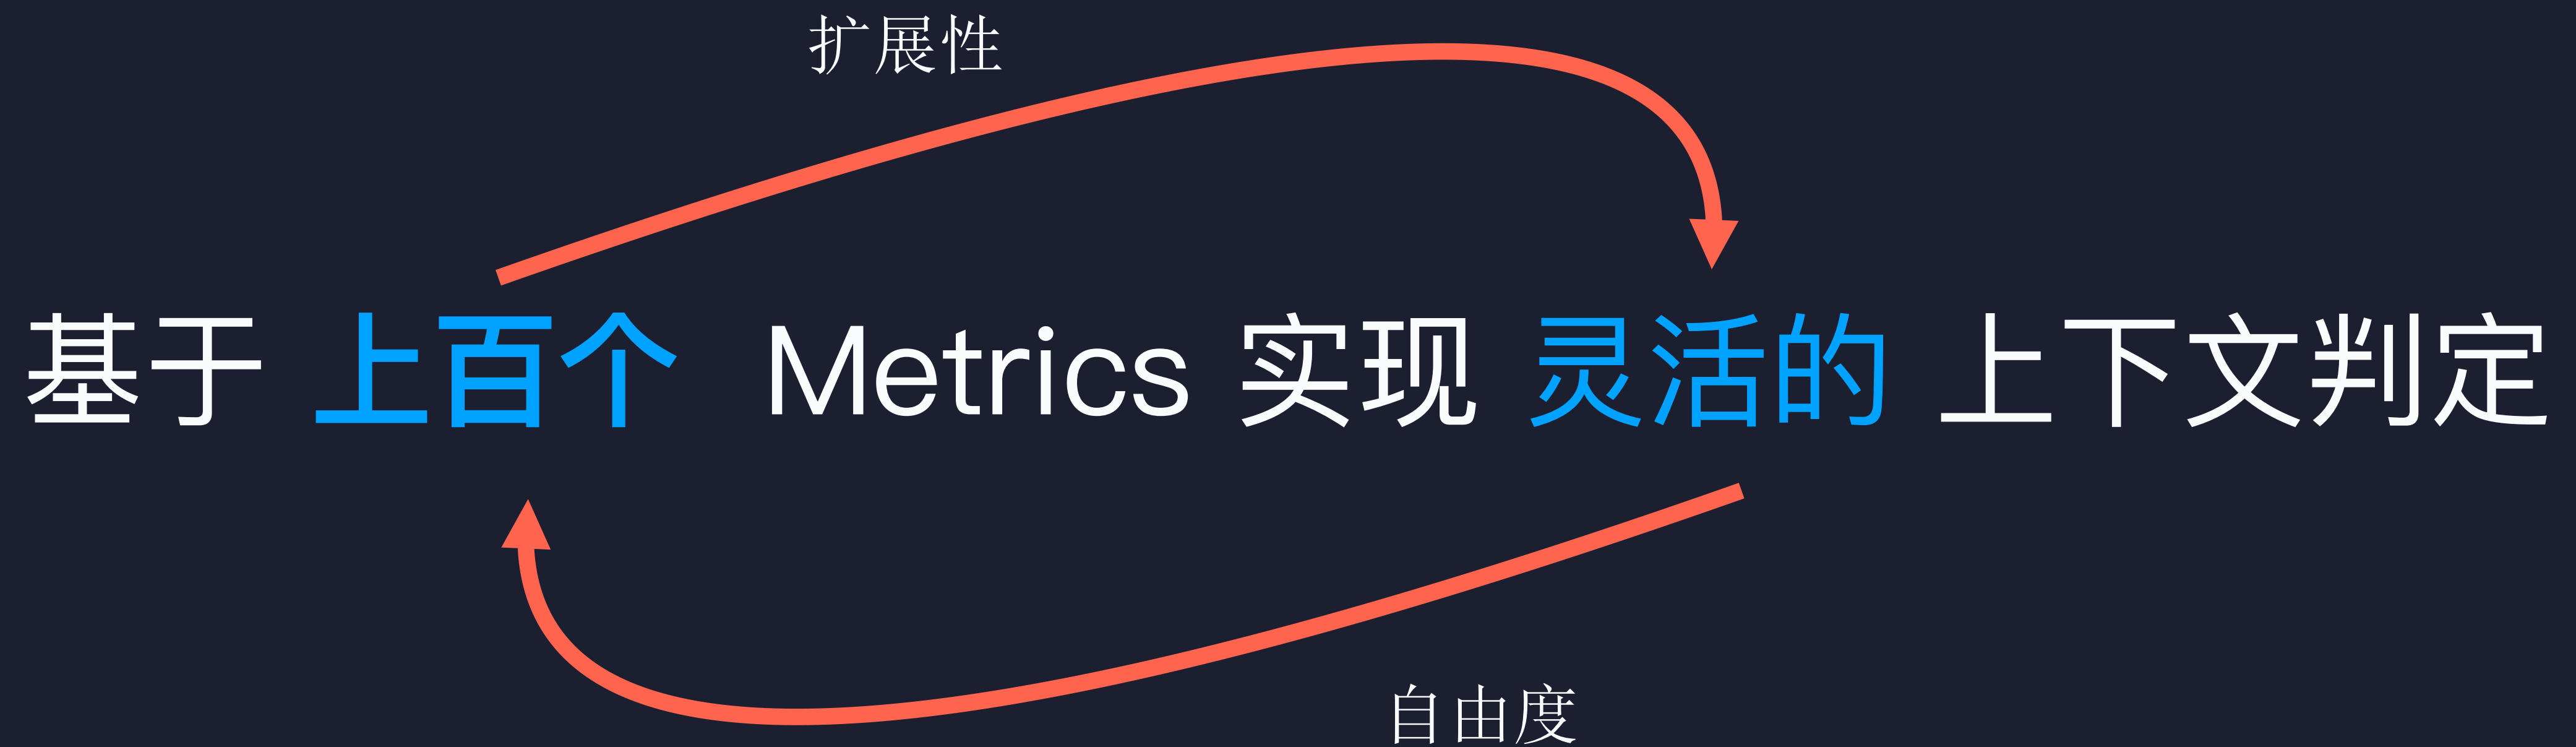 扩展性
基于 上百个 Metrics 实现 灵活的 上下文判定
自由度